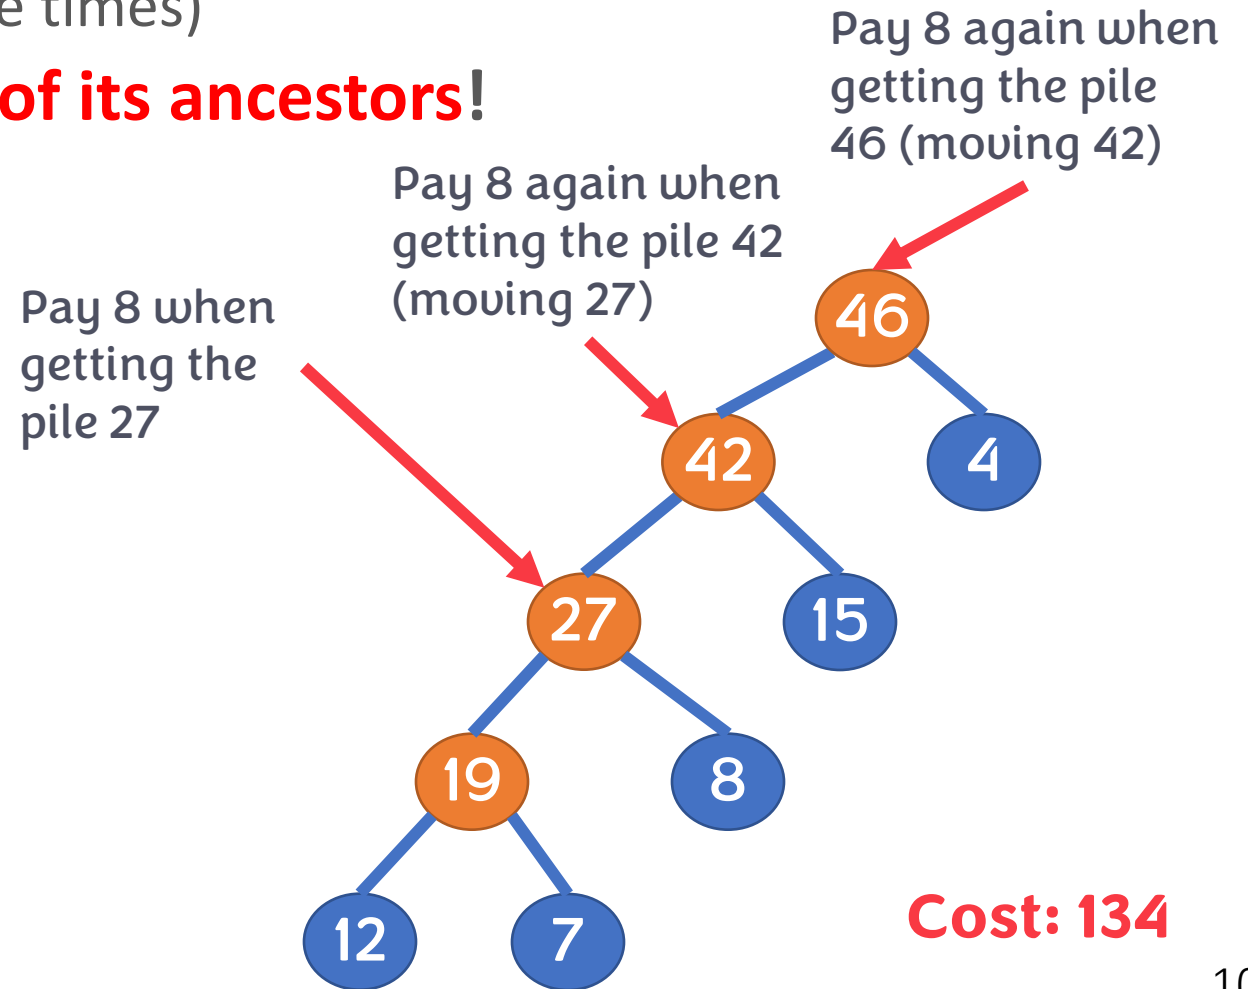 e times)
of its ancestors!
Pay 8 again when
getting the pile
46 (moving 42)
Pay 8 again when
getting the pile 42
(moving 27)
Pay 8 when
getting the
pile 27
46
42
4
27
15
19
8
12
7
Cost: 134
10